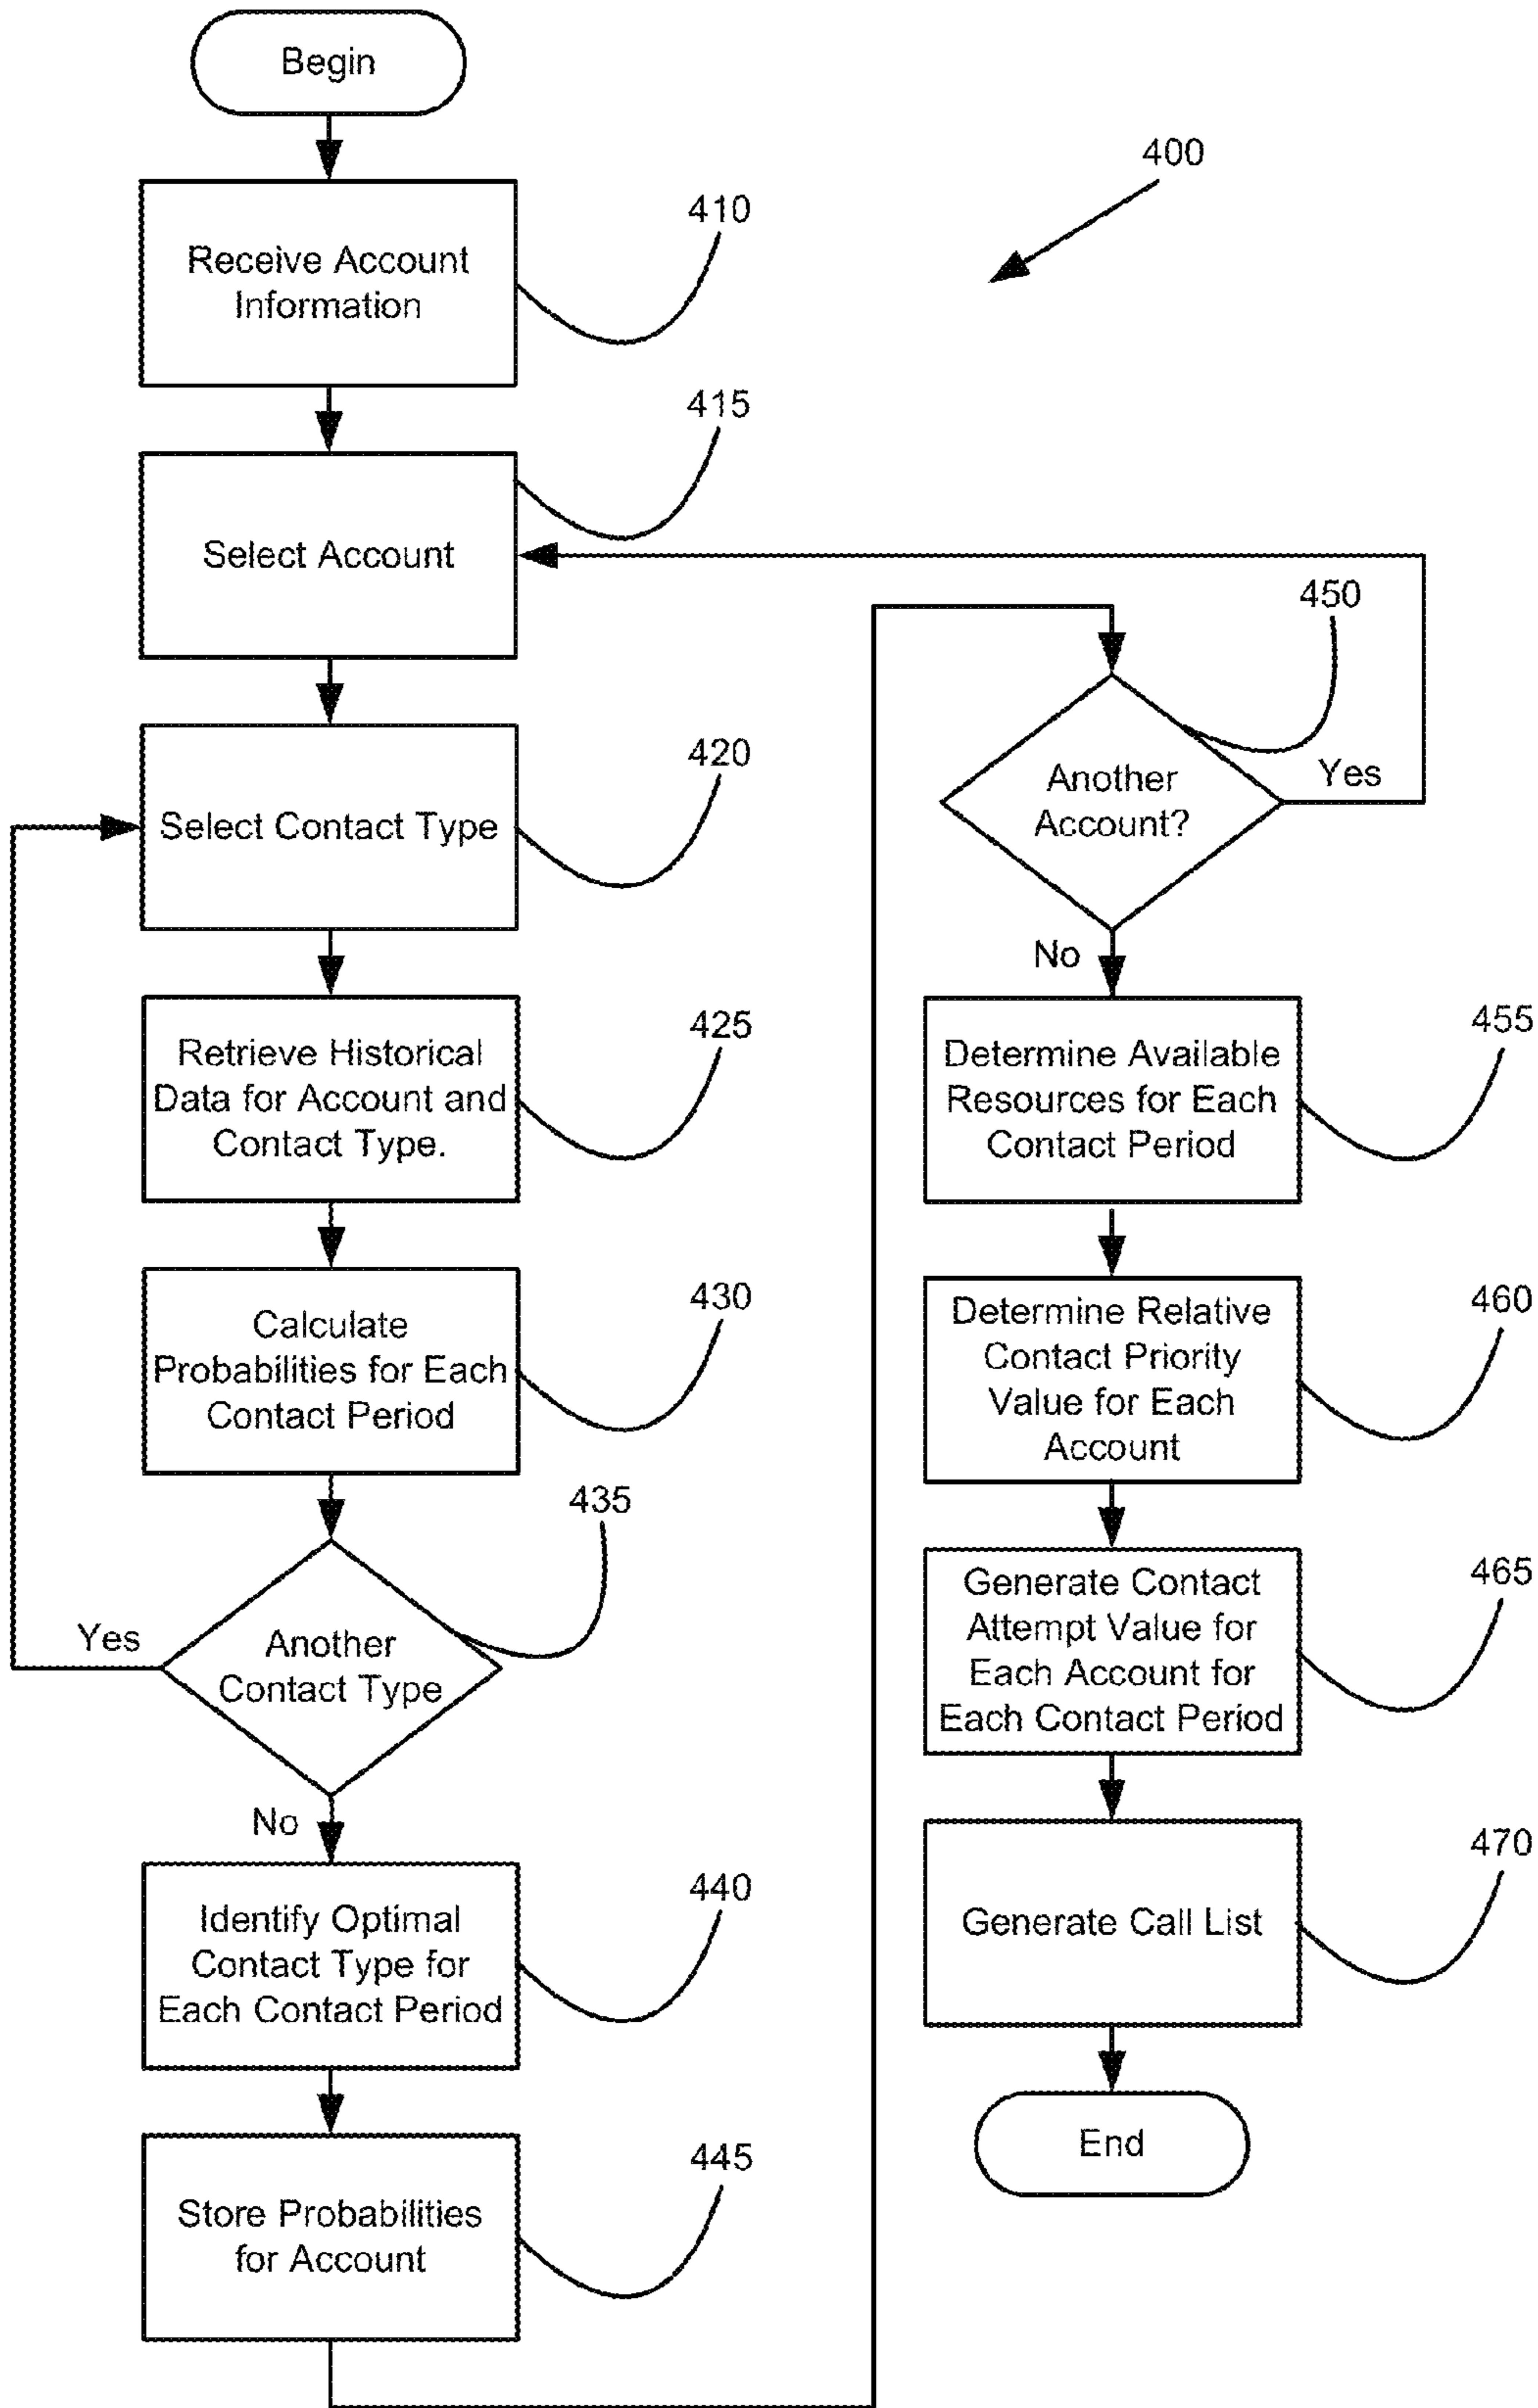 Begin
400
410
Receive Account
Information
415
Select Account
420
Select Contact Type
425
Retrieve Historical
Data for Account and
Contact Type.
430
Calculate
Probabilities for Each
Contact Period
435
Another
Contact Type
Yes
No
440
Identify Optimal
Contact Type for
Each Contact Period
445
Store Probabilities
for Account
450
Another
Account?
Yes
No
455
Determine Available
Resources for Each
Contact Period
460
Determine Relative
Contact Priority
Value for Each
Account
465
Generate Contact
Attempt Value for
Each Account for
Each Contact Period
470
Generate Call List
End